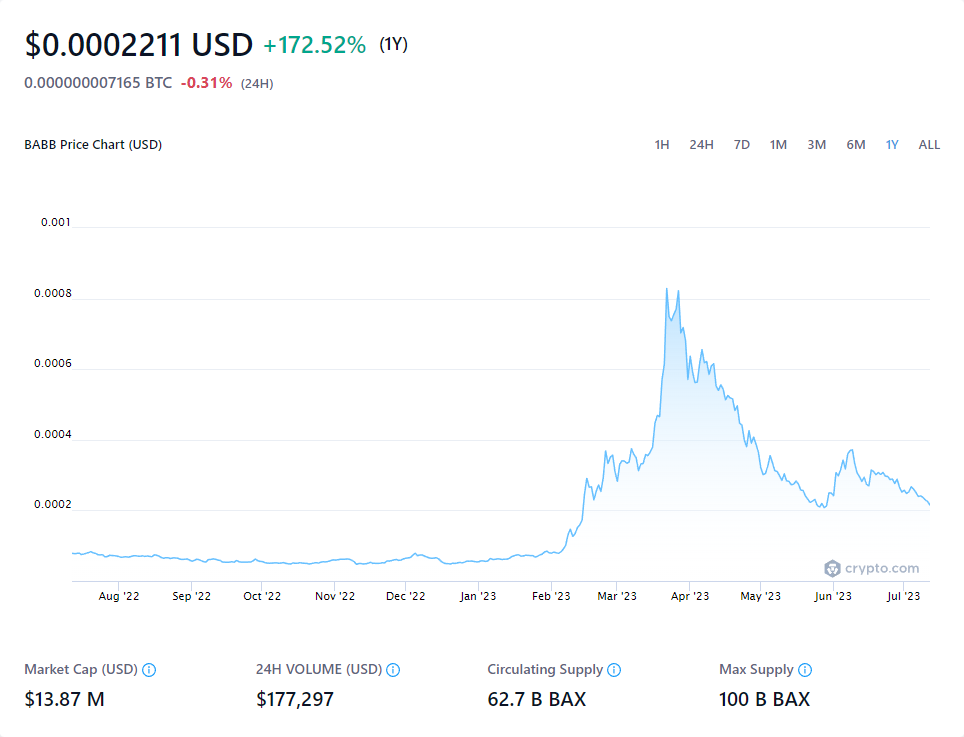 $0.0002211 USD +172.52% (1Y)
0.000000007165 BTC -0.31% (24H)
BABB Price Chart (USD) 1H 24H 7D 1M 3M 6M 1Y ALL
0.001
0.0008
0.0006
0.0004
0.0002
crypto.com
Aug '22 Sep '22 Oct '22 Nov '22 Dec '22 Jan '23 Feb '23 Mar '23 Apr '23 May '23 Jun '23 Jul '23
Market Cap (USD) 24H VOLUME (USD) Circulating Supply Max Supply
$13.87 M $177,297 62.7 B BAX 100 B BAX